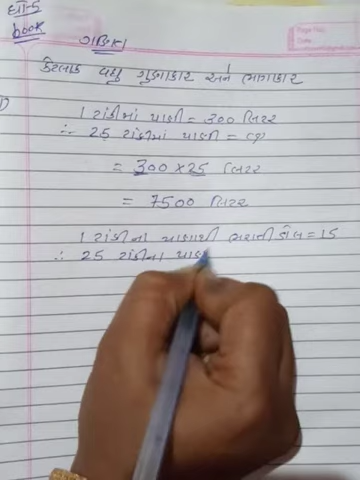 ધો-5
book
ગણિત
કેટલાક વધુ ગુણાકાર અને ભાગાકાર
1 ટાંકીમાં પાણી = 300 લિટર
∴ 25 ટાંકીમાં પાણી = (?)
= 300 × 25 લિટર
= 7500 લિટર
1 ટાંકીના પાણીથી ભરાતી ડોલ = 15
∴ 25 ટાંકીના પાણ